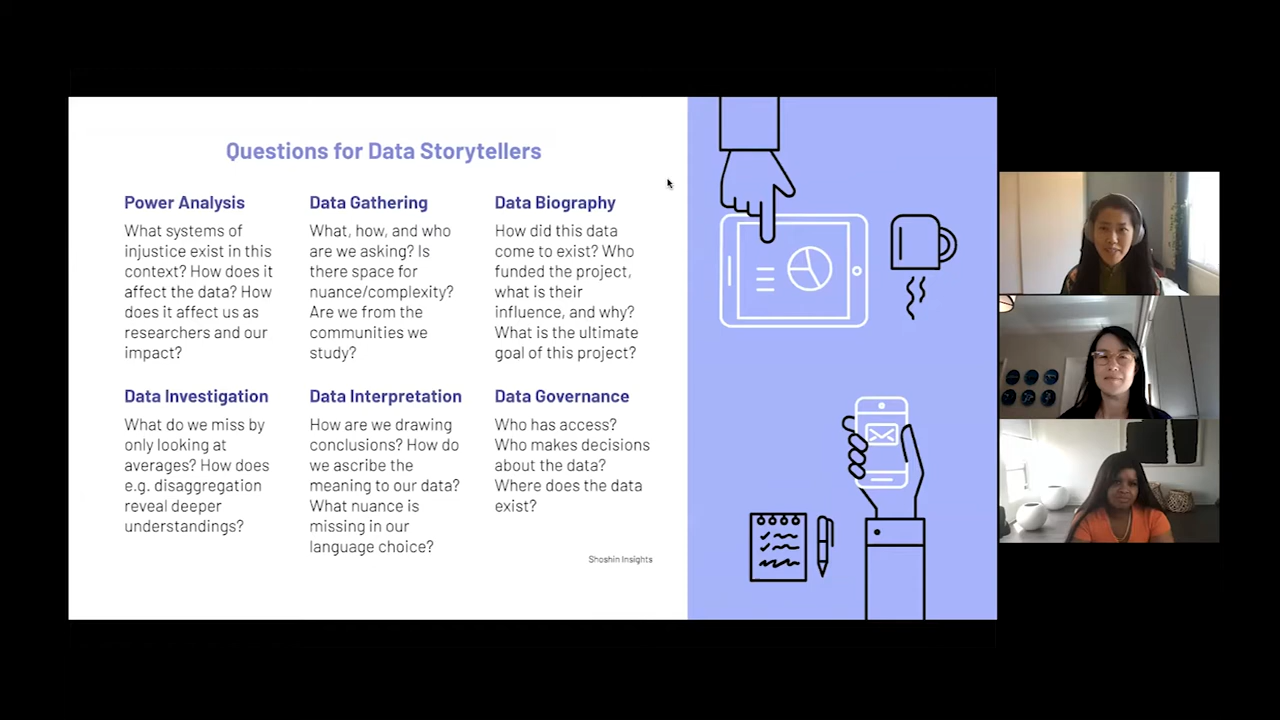 Questions for Data Storytellers
Power Analysis
What systems of
injustice exist in this
context? How does it
affect the data? How
does it affect us as
researchers and our
impact?
Data Gathering
What, how, and who
are we asking? Is
there space for
nuance/complexity?
Are we from the
communities we
study?
Data Biography
How did this data
come to exist? Who
funded the project,
what is their
influence, and why?
What is the ultimate
goal of this project?
Data Investigation
What do we miss by
only looking at
averages? How does
e.g. disaggregation
reveal deeper
understandings?
Data Interpretation
How are we drawing
conclusions? How do
we ascribe the
meaning to our data?
What nuance is
missing in our
language choice?
Data Governance
Who has access?
Who makes decisions
about the data?
Where does the data
exist?
Shoshin Insights